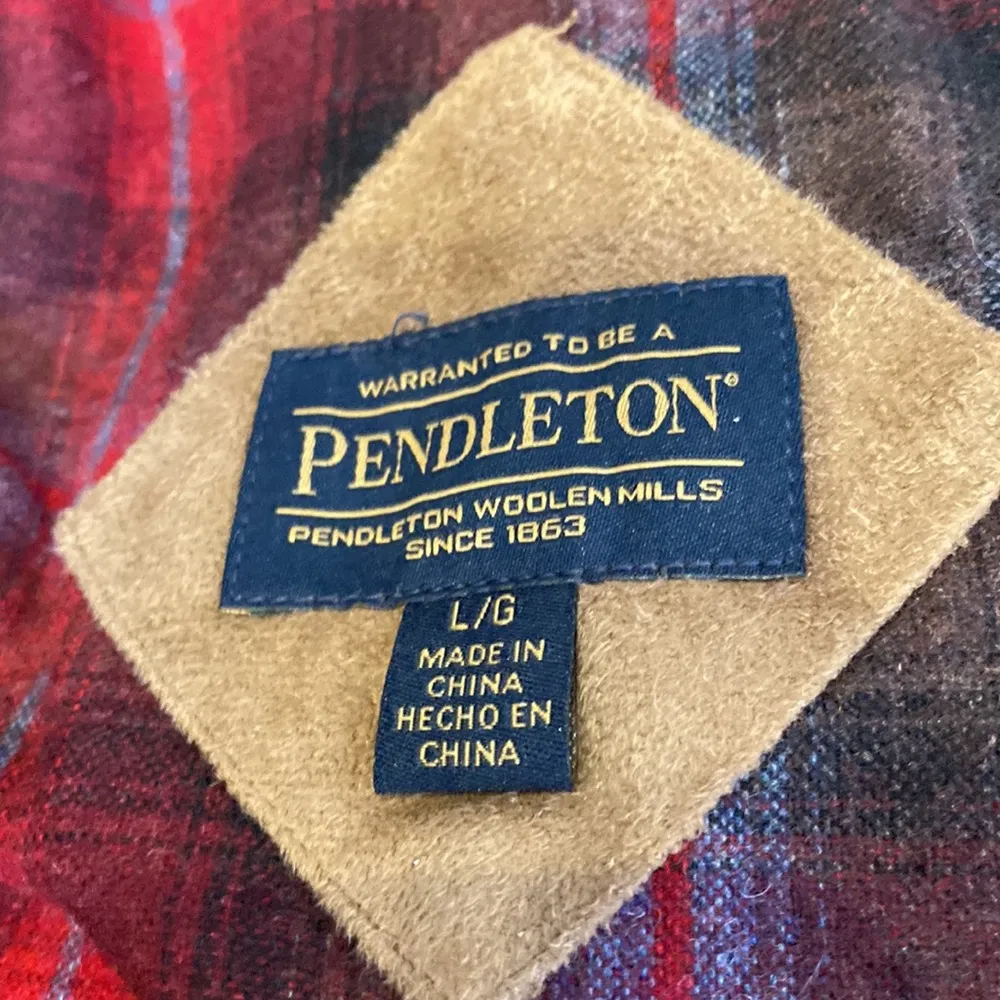 WARRANTED TO BE A
PENDLETON®
PENDLETON WOOLEN MILLS
SINCE 1863
L/G
MADE IN
CHINA
HECHO EN
CHINA